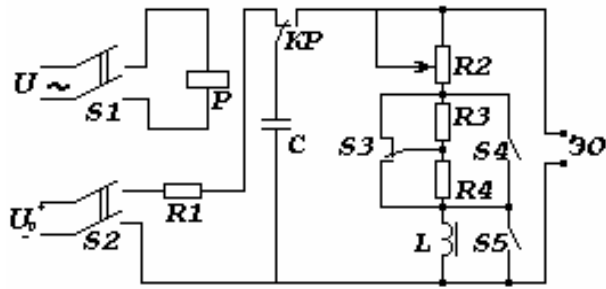 U ~
S1
P
KP
R2
R3
S3
S4
ЭО
C
R4
U₀
+
-
S2
R1
L
S5